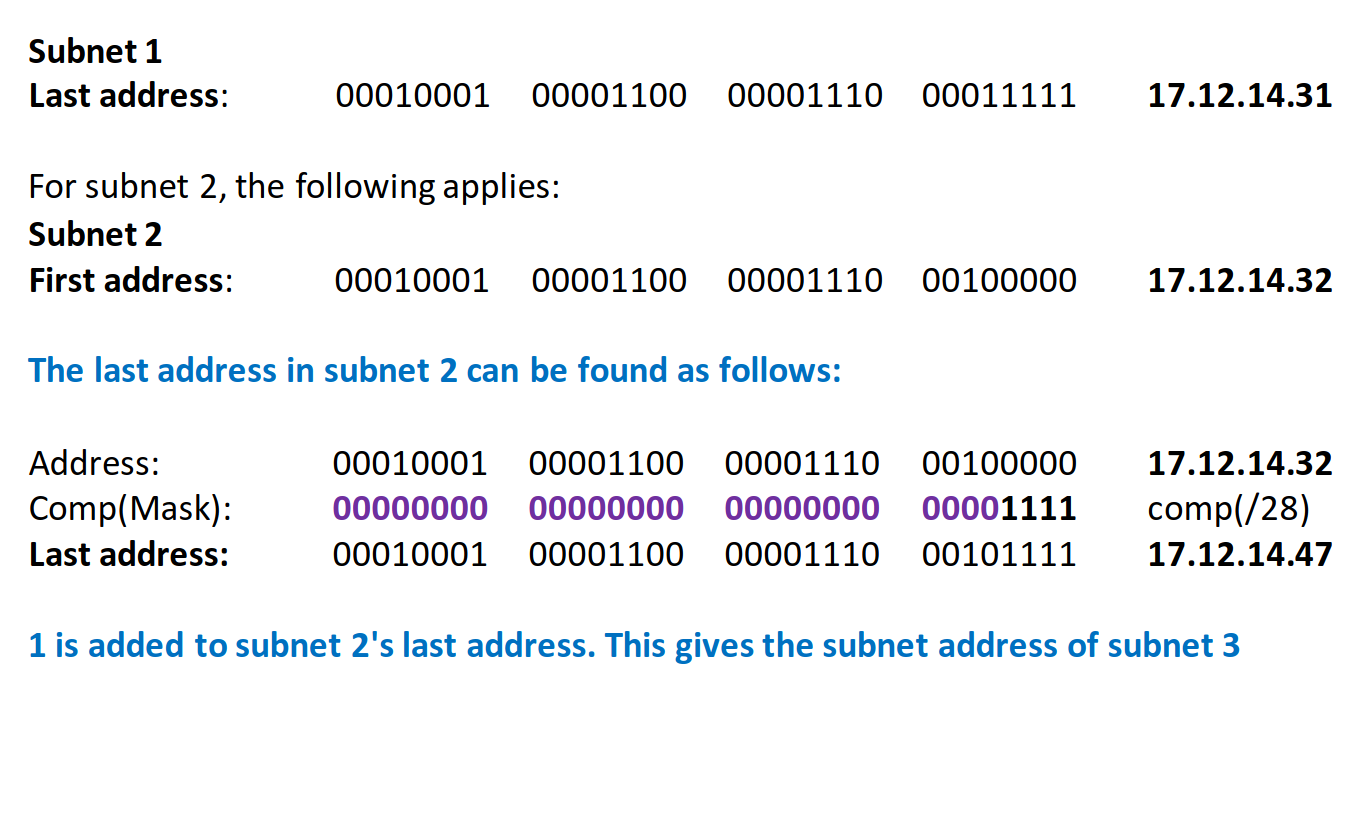 Subnet 1
Last address: 00010001 00001100 00001110 00011111 17.12.14.31
For subnet 2, the following applies:
Subnet 2
First address: 00010001 00001100 00001110 00100000 17.12.14.32
The last address in subnet 2 can be found as follows:
Address: 00010001 00001100 00001110 00100000 17.12.14.32
Comp(Mask): 00000000 00000000 00000000 00001111 comp(/28)
Last address: 00010001 00001100 00001110 00101111 17.12.14.47
1 is added to subnet 2's last address. This gives the subnet address of subnet 3